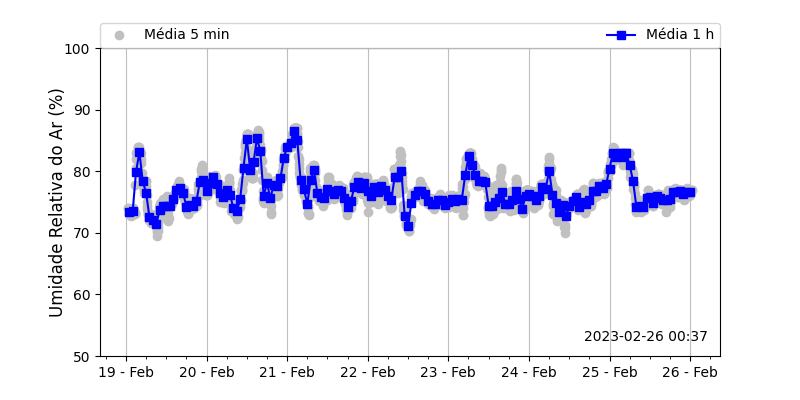 Média 5 min
Média 1 h
Umidade Relativa do Ar (%)
100
90
80
70
60
50
2023-02-26 00:37
19 - Feb
20 - Feb
21 - Feb
22 - Feb
23 - Feb
24 - Feb
25 - Feb
26 - Feb